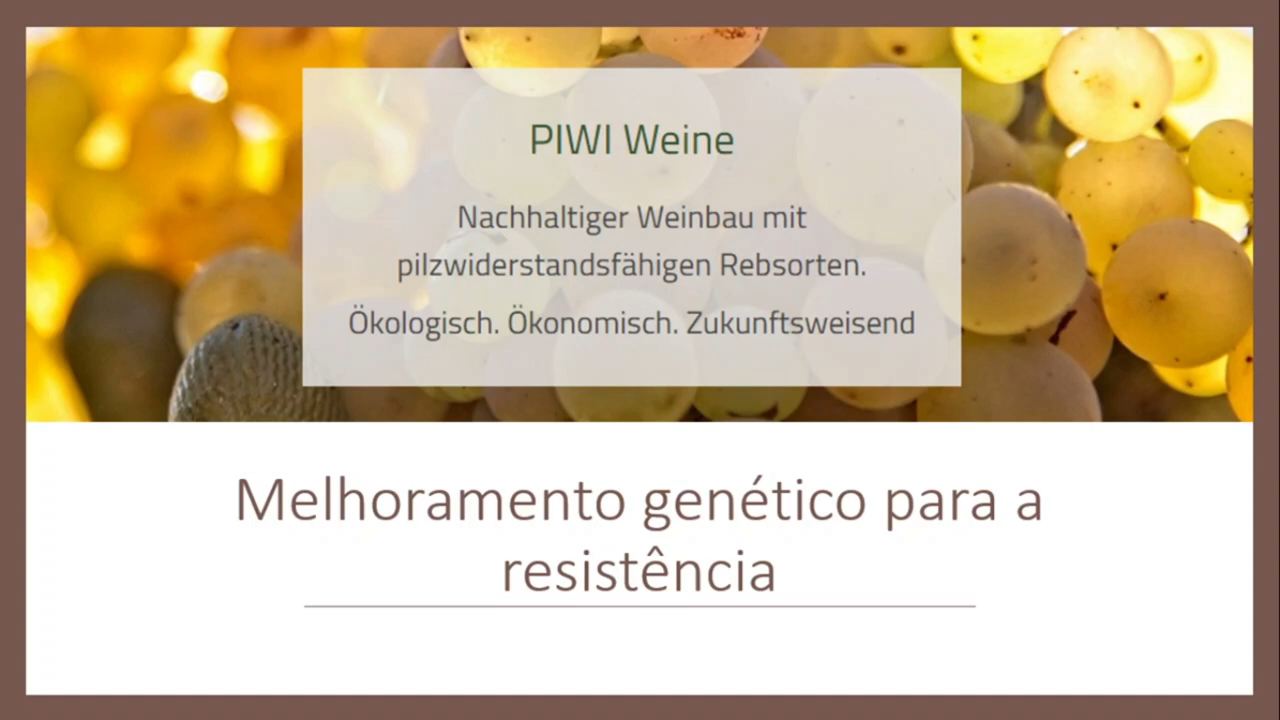 PIWI Weine
Nachhaltiger Weinbau mit
pilzwiderstandsfähigen Rebsorten.
Ökologisch. Ökonomisch. Zukunftsweisend
Melhoramento genético para a
resistência